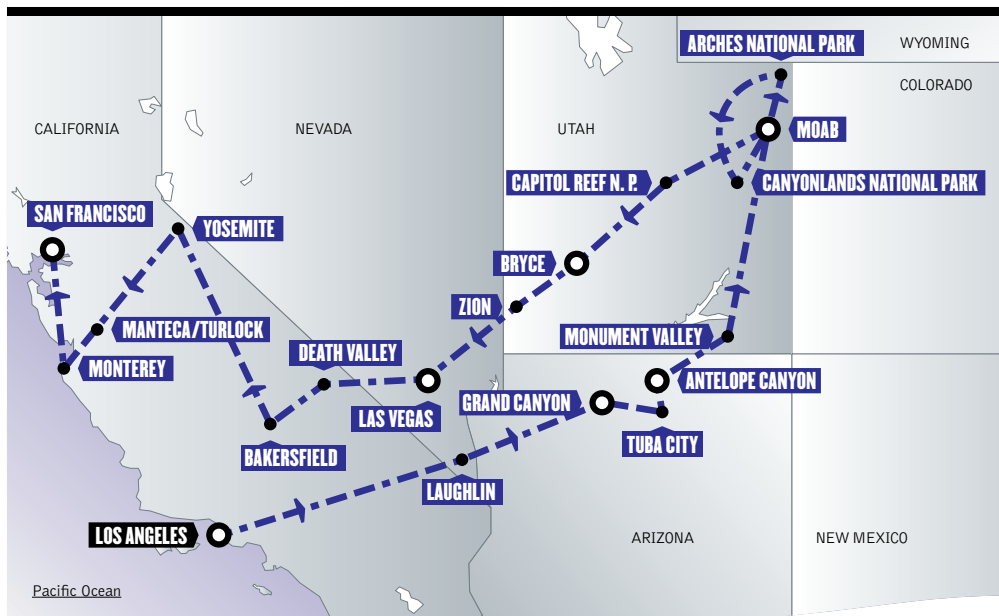 ARCHES NATIONAL PARK
WYOMING
COLORADO
CALIFORNIA
NEVADA
UTAH
MOAB
CAPITOL REEF N. P.
CANYONLANDS NATIONAL PARK
SAN FRANCISCO
YOSEMITE
BRYCE
ZION
MANTECA/TURLOCK
MONUMENT VALLEY
DEATH VALLEY
MONTEREY
ANTELOPE CANYON
GRAND CANYON
LAS VEGAS
TUBA CITY
BAKERSFIELD
LAUGHLIN
LOS ANGELES
ARIZONA
NEW MEXICO
Pacific Ocean